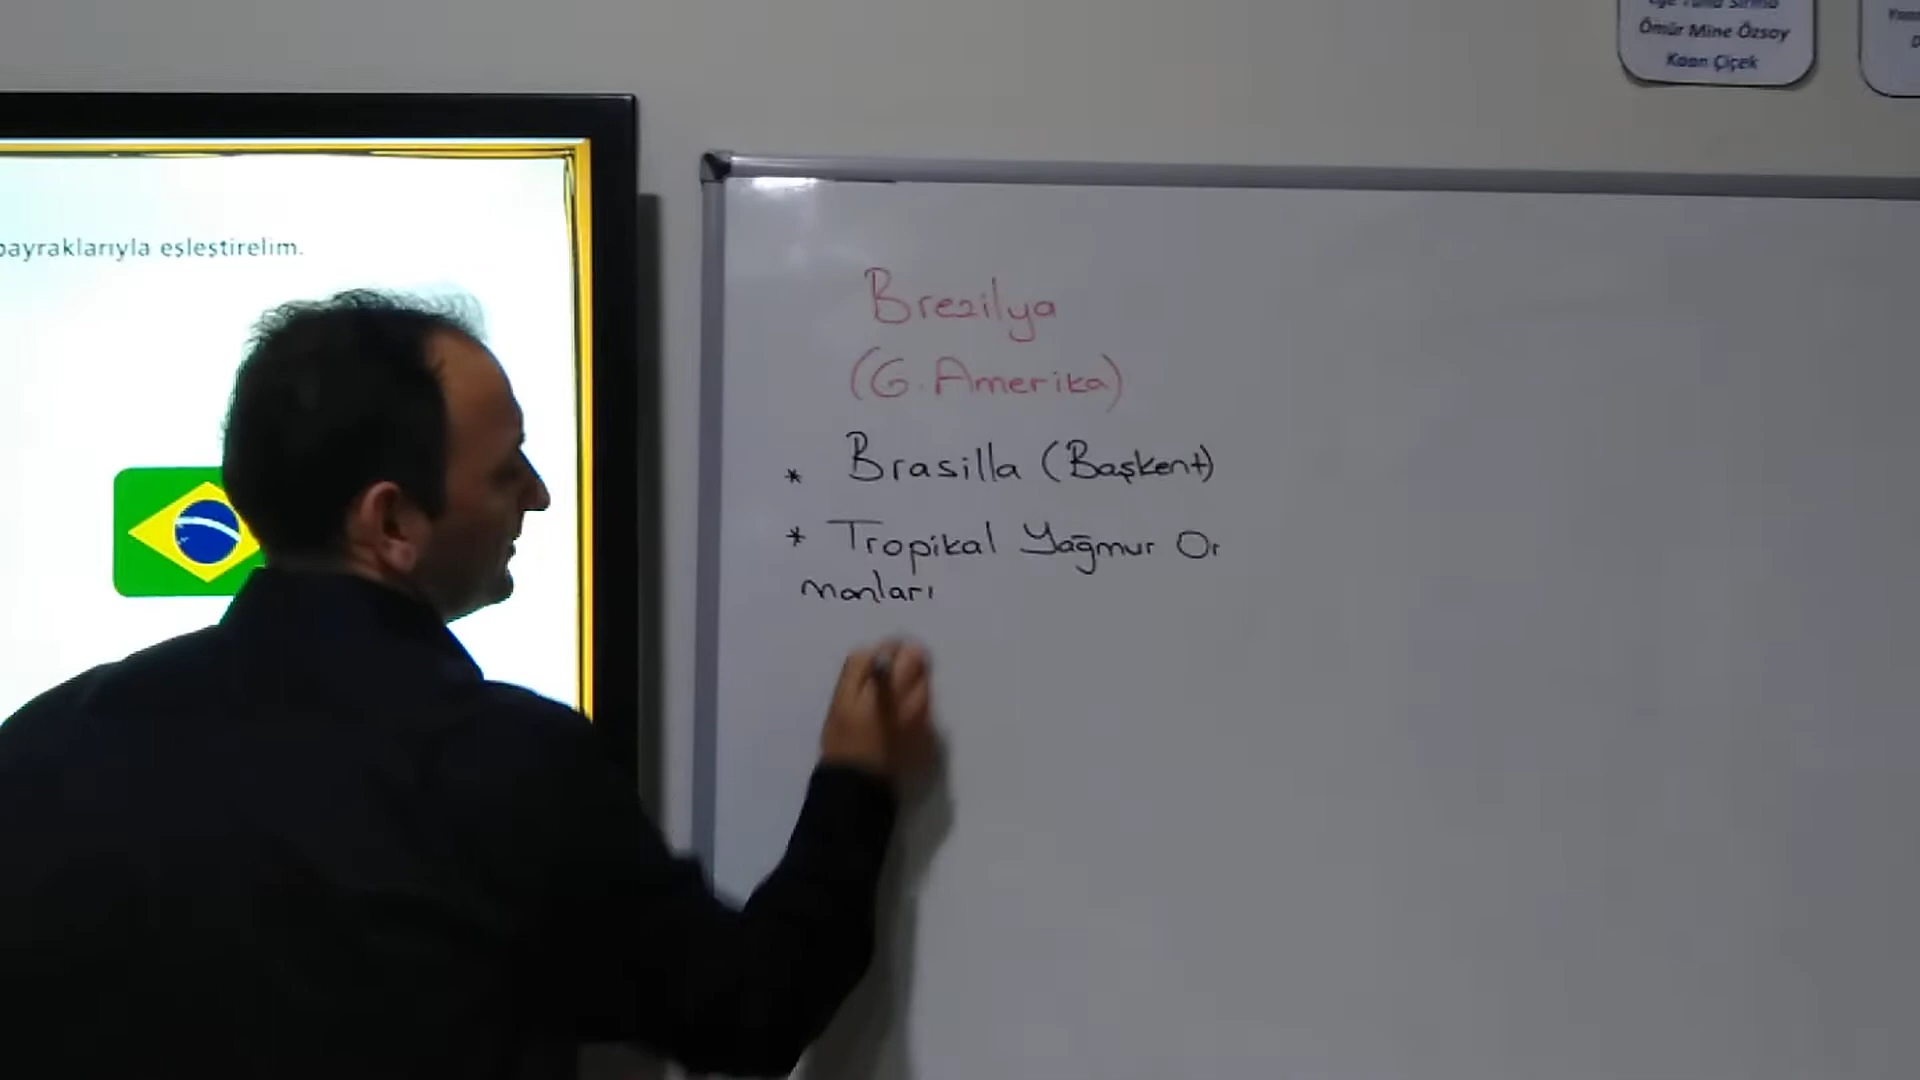 Ömür Mine Özsoy
Kaan Çiçek
bayraklarıyla eşleştirelim.
Brezilya
(G. Amerika)
* Brasilla (Başkent)
* Tropikal Yağmur Or
manları